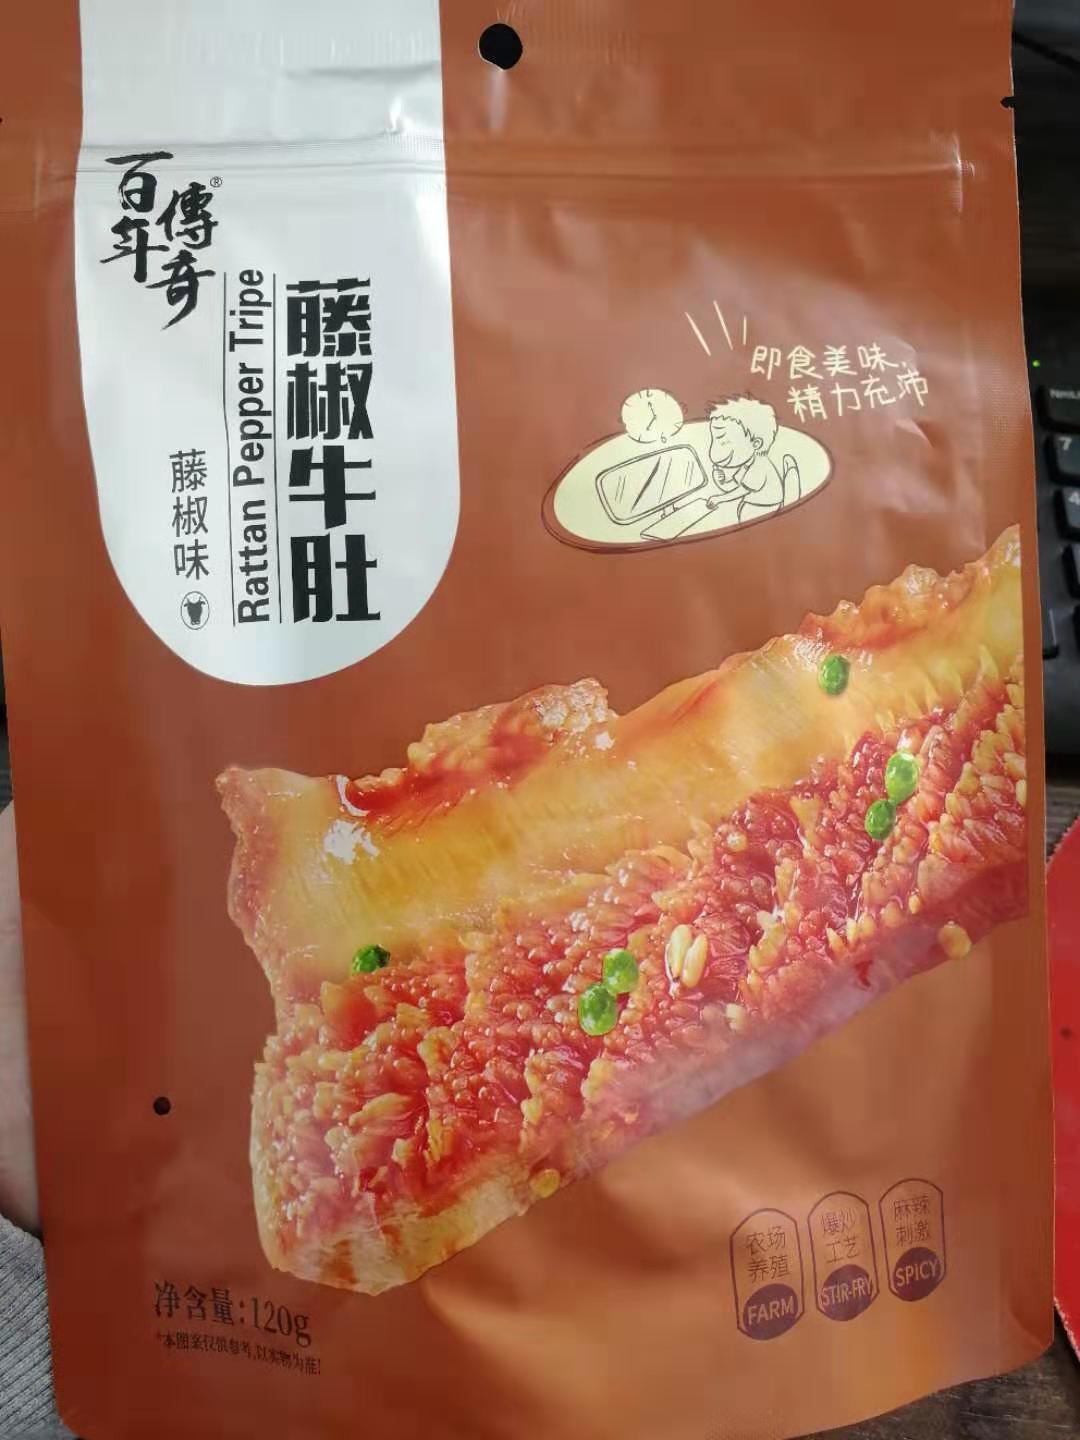 百年
傳奇®
藤椒牛肚
Rattan Pepper Tripe
藤椒味
即食美味,
精力充沛
农场
养殖
FARM
爆炒
工艺
STIR-FRY
麻辣
刺激
SPICY
净含量:120g
*本图案仅供参考,以实物为准!
7
4